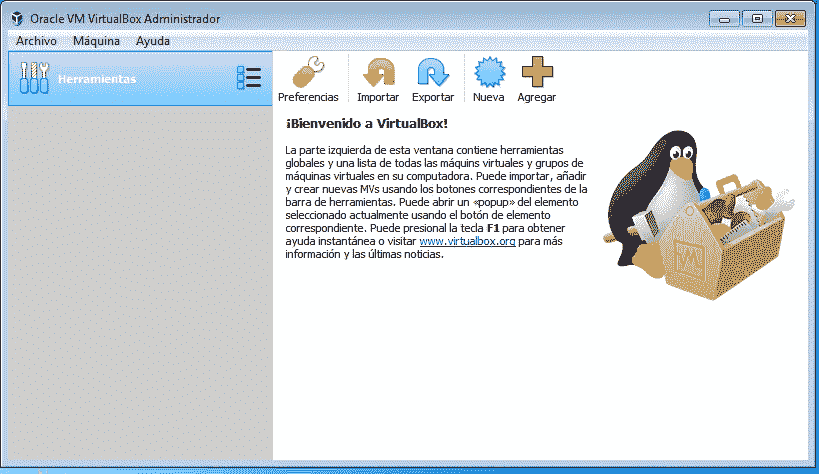 Oracle VM VirtualBox Administrador
Archivo Máquina Ayuda
Herramientas
Preferencias Importar Exportar Nueva Agregar
¡Bienvenido a VirtualBox!
La parte izquierda de esta ventana contiene herramientas
globales y una lista de todas las máquins virtuales y grupos de
máquinas virtuales en su computadora. Puede importar, añadir
y crear nuevas MVs usando los botones correspondientes de la
barra de herramientas. Puede abrir un «popup» del elemento
seleccionado actualmente usando el botón de elemento
correspondiente. Puede presional la tecla F1 para obtener
ayuda instantánea o visitar www.virtualbox.org para más
información y las últimas noticias.